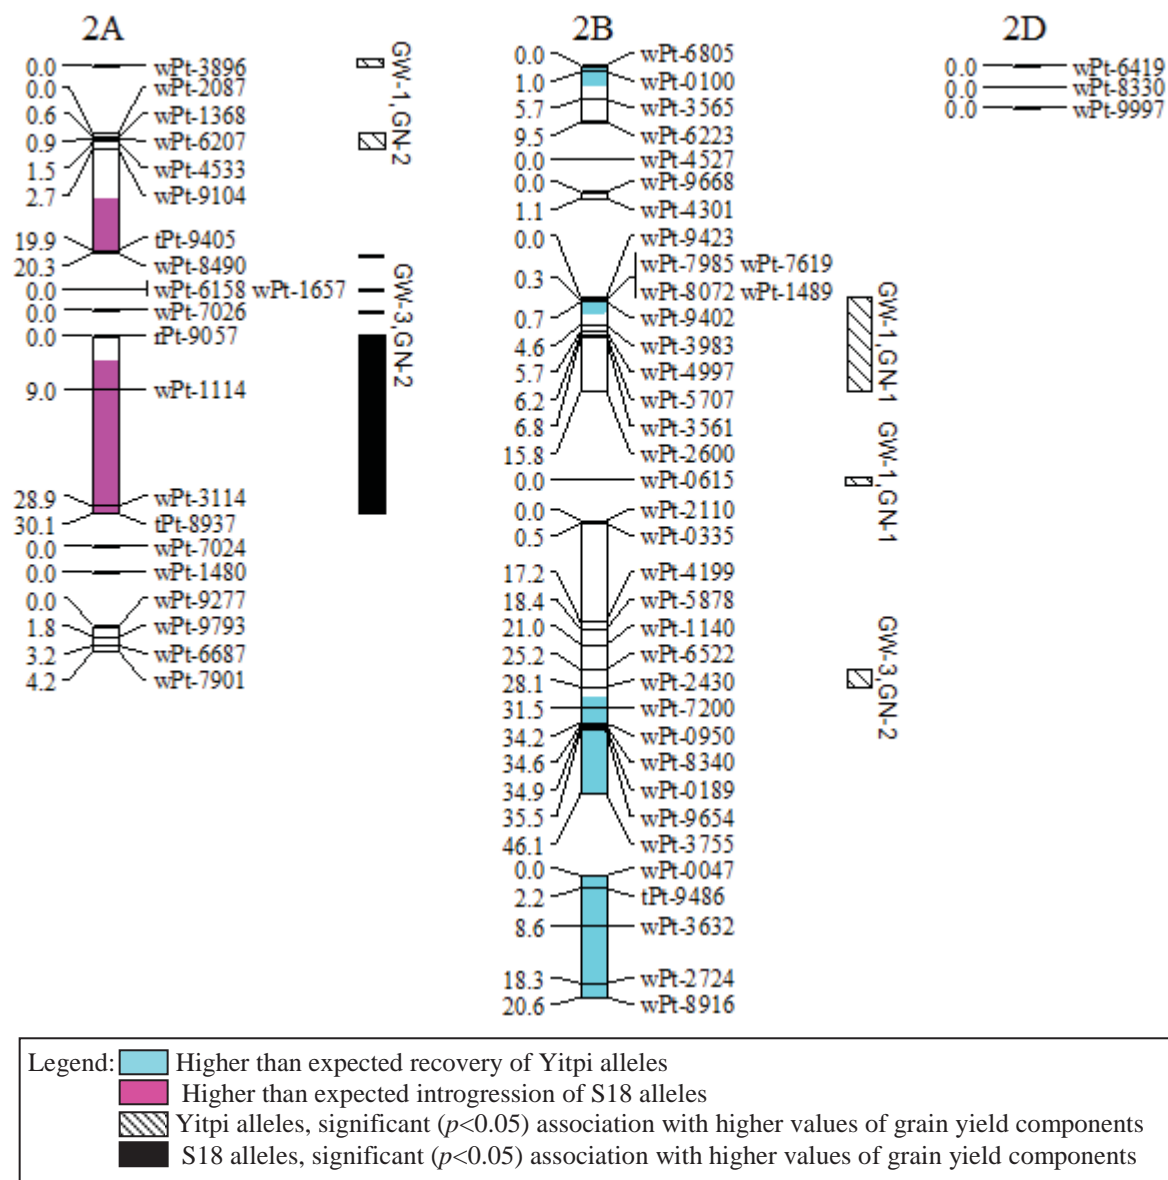 2A
0.0 wPt-3896
0.0 wPt-2087
0.6 wPt-1368
0.9 wPt-6207
1.5 wPt-4533
2.7 wPt-9104
19.9 tPt-9405
20.3 wPt-8490
0.0 wPt-6158 wPt-1657
0.0 wPt-7026
0.0 rPt-9057
9.0 wPt-1114
28.9 wPt-3114
30.1 tPt-8937
0.0 wPt-7024
0.0 wPt-1480
0.0 wPt-9277
1.8 wPt-9793
3.2 wPt-6687
4.2 wPt-7901
GW-1,GN-2
GW-3,GN-2
2B
0.0 wPt-6805
1.0 wPt-0100
5.7 wPt-3565
9.5 wPt-6223
0.0 wPt-4527
0.0 wPt-9668
1.1 wPt-4301
0.0 wPt-9423
wPt-7985 wPt-7619
0.3 wPt-8072 wPt-1489
0.7 wPt-9402
4.6 wPt-3983
5.7 wPt-4997
6.2 wPt-5707
6.8 wPt-3561
15.8 wPt-2600
0.0 wPt-0615
0.0 wPt-2110
0.5 wPt-0335
17.2 wPt-4199
18.4 wPt-5878
21.0 wPt-1140
25.2 wPt-6522
28.1 wPt-2430
31.5 wPt-7200
34.2 wPt-0950
34.6 wPt-8340
34.9 wPt-0189
35.5 wPt-9654
46.1 wPt-3755
0.0 wPt-0047
2.2 tPt-9486
8.6 wPt-3632
18.3 wPt-2724
20.6 wPt-8916
GW-1,GN-1
GW-1,GN-1
GW-3,GN-2
2D
0.0 wPt-6419
0.0 wPt-8330
0.0 wPt-9997
Legend: Higher than expected recovery of Yitpi alleles
Higher than expected introgression of S18 alleles
Yitpi alleles, significant (p<0.05) association with higher values of grain yield components
S18 alleles, significant (p<0.05) association with higher values of grain yield components